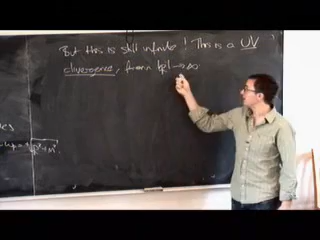 But this is still infinite! This is a UV
divergence, from |p|→∞.